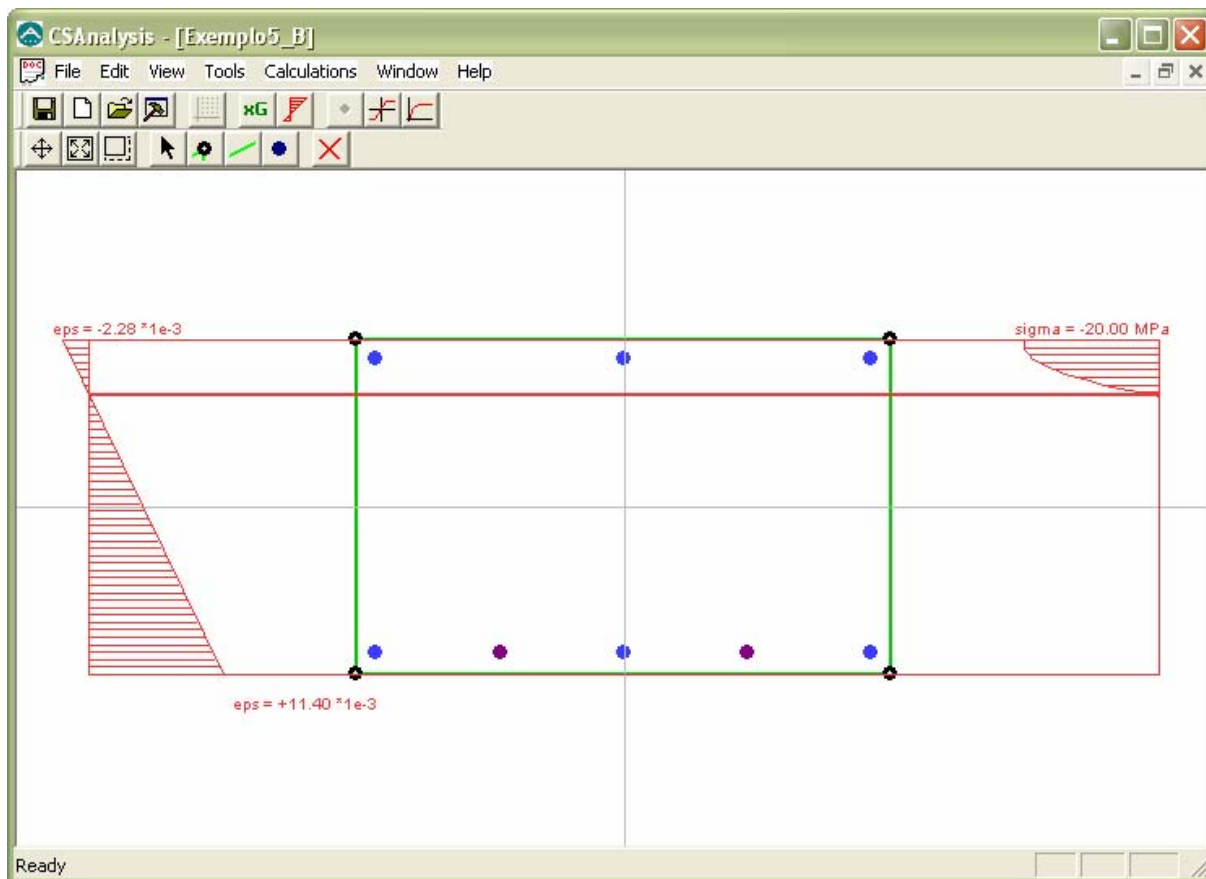 CSAnalysis - [Exemplo5_B]
DOC File Edit View Tools Calculations Window Help
xG
eps = -2.28 *1e-3
sigma = -20.00 MPa
eps = +11.40 *1e-3
Ready